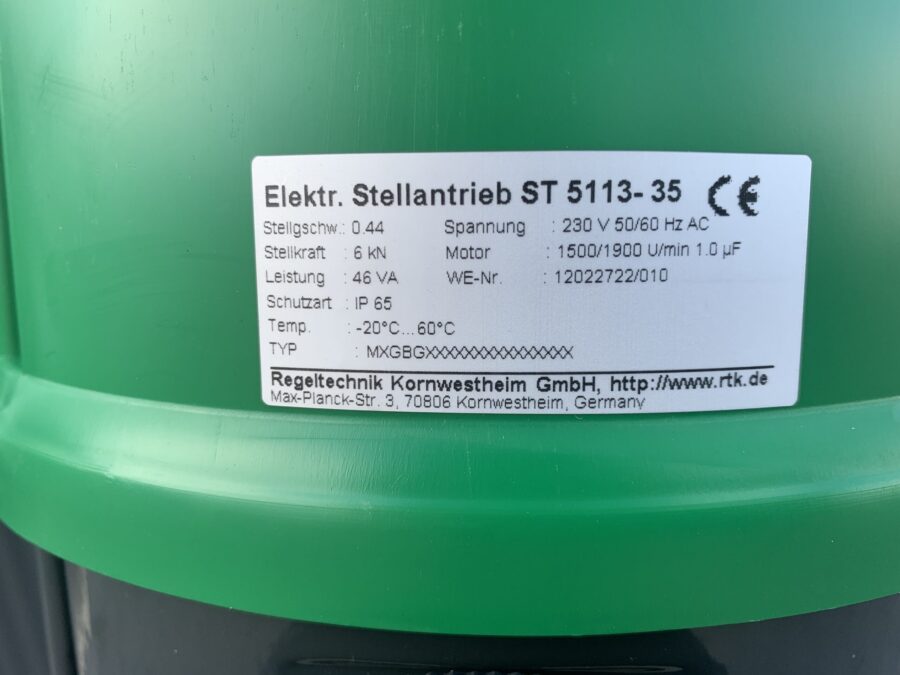 Elektr. Stellantrieb ST 5113- 35 CE
Stellgschw.: 0.44 Spannung : 230 V 50/60 Hz AC
Stellkraft : 6 kN Motor : 1500/1900 U/min 1.0 µF
Leistung : 46 VA WE-Nr. : 12022722/010
Schutzart : IP 65
Temp. : -20°C...60°C
TYP : MXGBGXXXXXXXXXXXXXXX
Regeltechnik Kornwestheim GmbH, http://www.rtk.de
Max-Planck-Str. 3, 70806 Kornwestheim, Germany